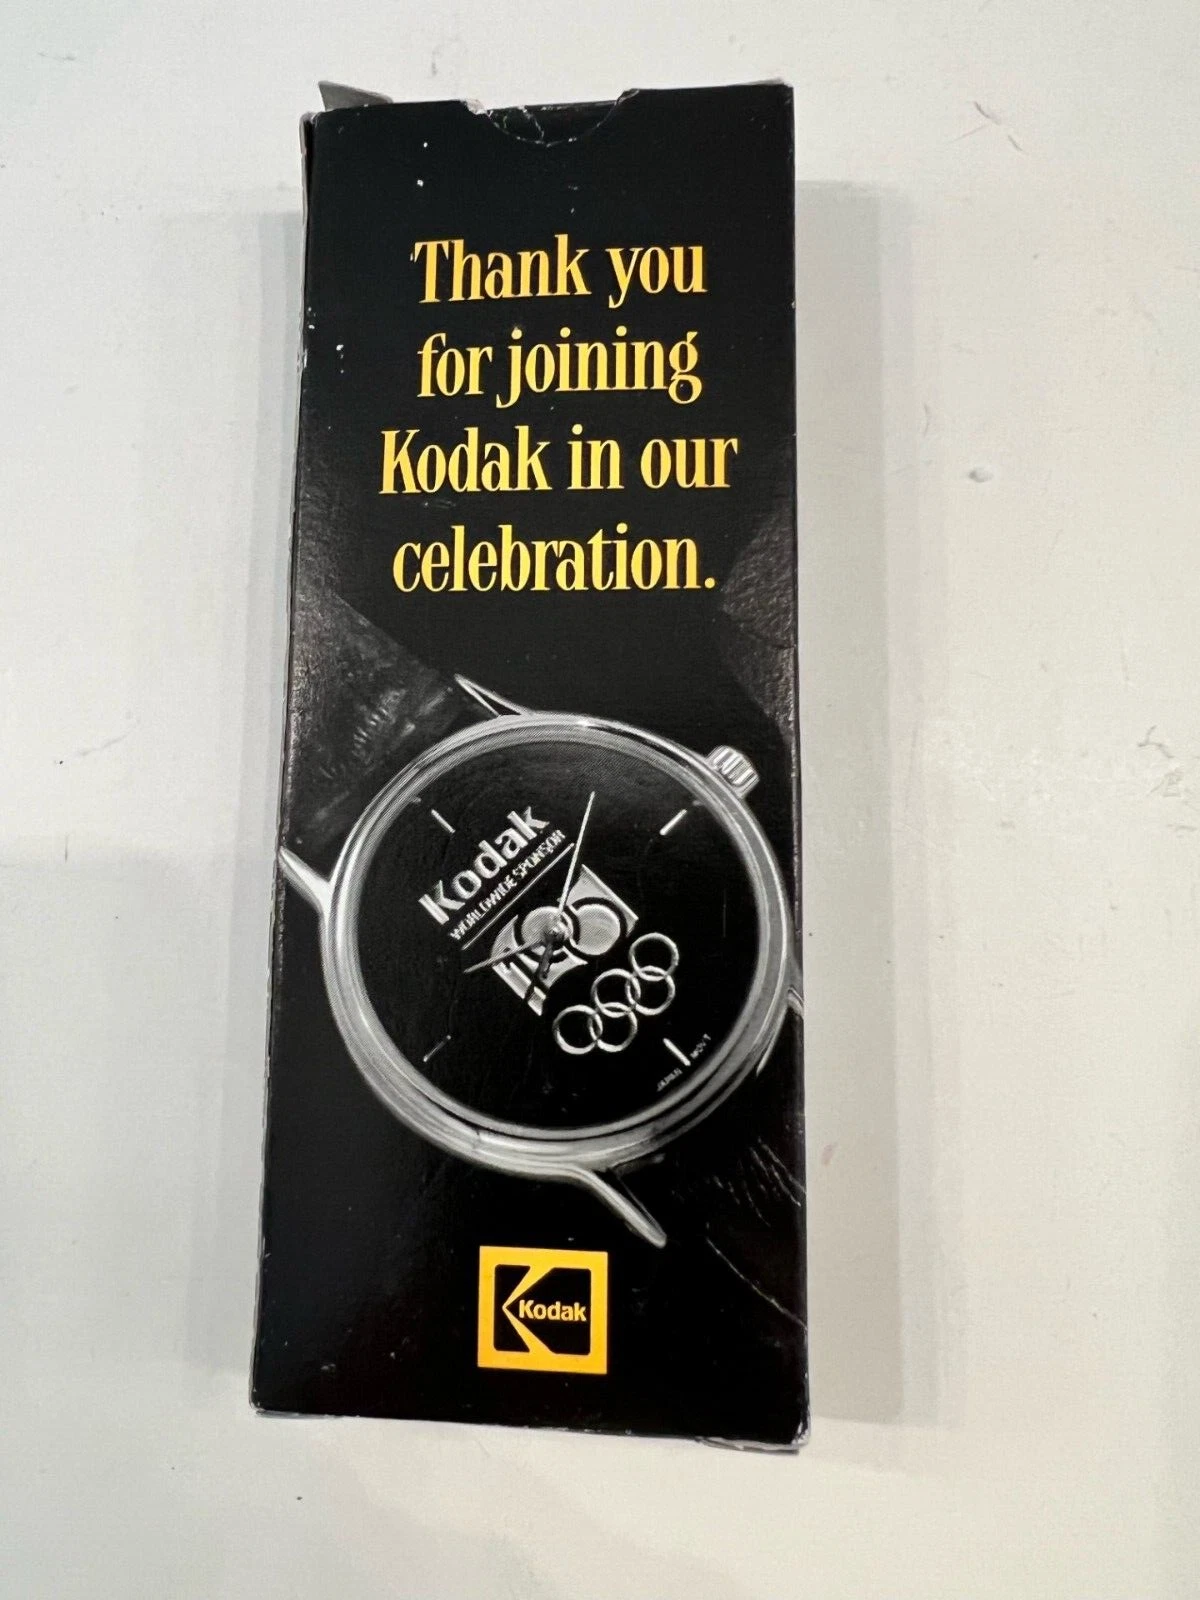 Thank you
for joining
Kodak in our
celebration.
Kodak
WORLDWIDE SPONSOR
JAPAN MOV'T
Kodak